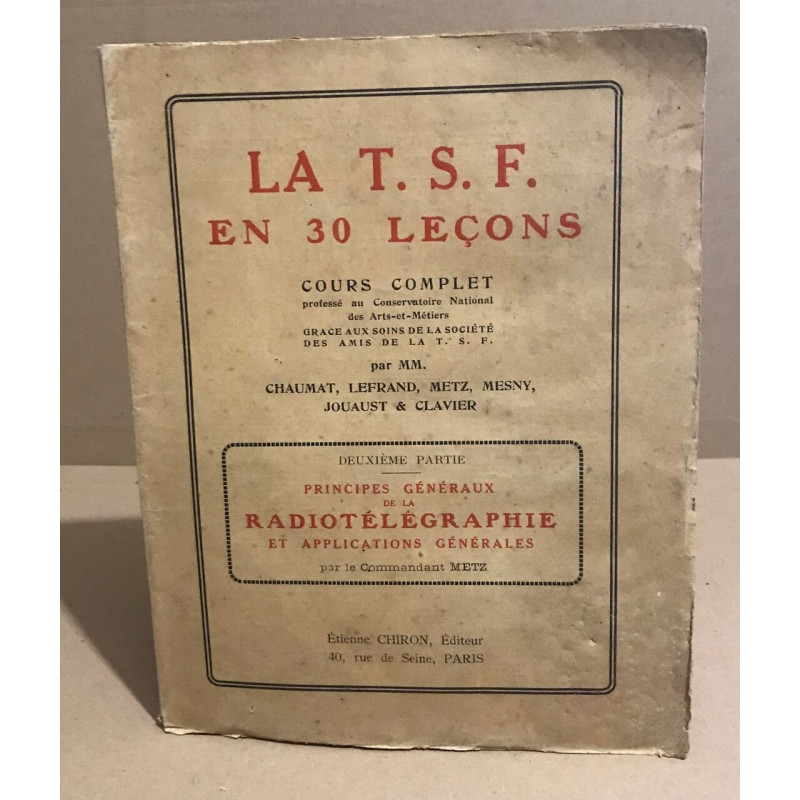 LA T. S. F.
EN 30 LEÇONS
COURS COMPLET
professé au Conservatoire National
des Arts-et-Métiers
GRACE AUX SOINS DE LA SOCIÉTÉ
DES AMIS DE LA T. S. F.
par MM.
CHAUMAT, LEFRAND, METZ, MESNY,
JOUAUST & CLAVIER
DEUXIÈME PARTIE
PRINCIPES GÉNÉRAUX
DE LA
RADIOTÉLÉGRAPHIE
ET APPLICATIONS GÉNÉRALES
par le Commandant METZ
Étienne CHIRON, Éditeur
40, rue de Seine, PARIS